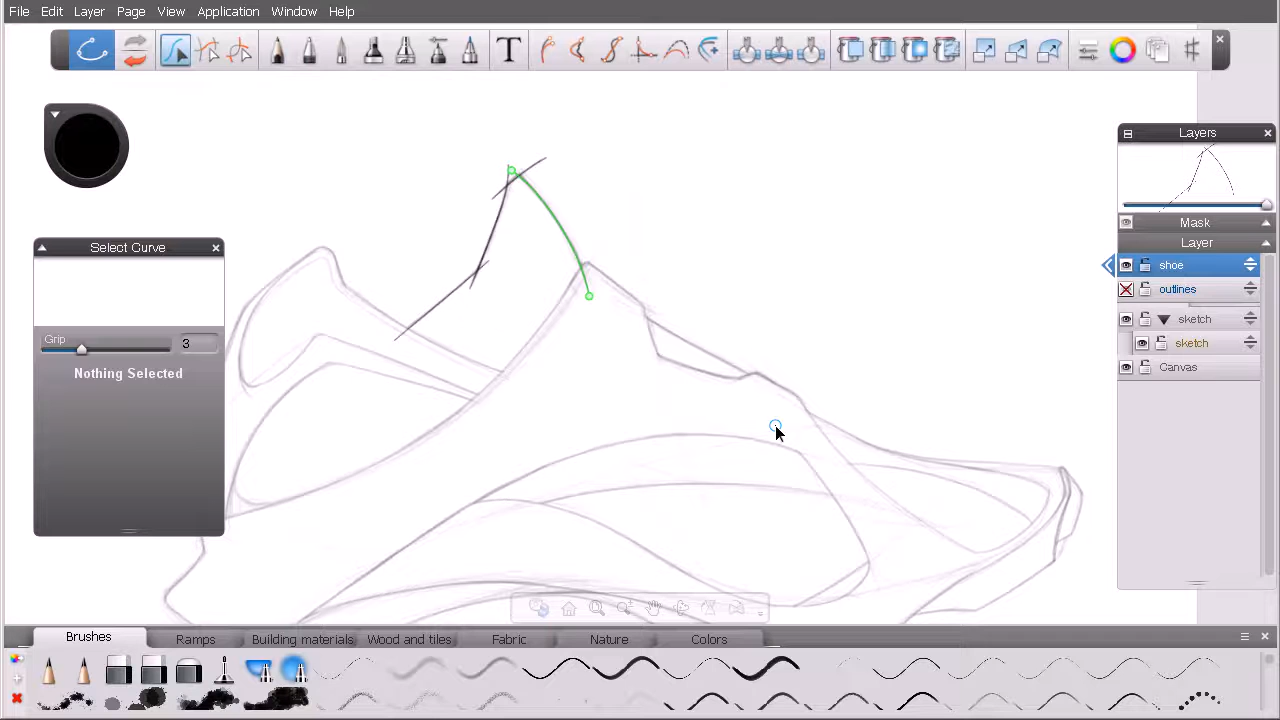 File Edit Layer Page View Application Window Help
T
Layers
Mask
Layer
shoe
outlines
sketch
sketch
Canvas
Select Curve
Grip 3
Nothing Selected
Brushes Ramps Building materials Wood and tiles Fabric Nature Colors